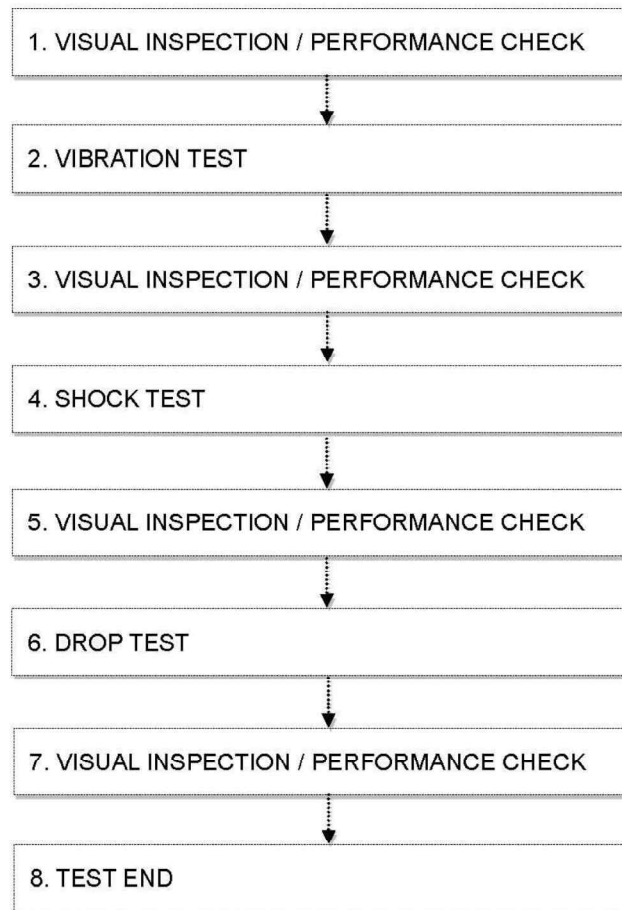 1. VISUAL INSPECTION / PERFORMANCE CHECK
2. VIBRATION TEST
3. VISUAL INSPECTION / PERFORMANCE CHECK
4. SHOCK TEST
5. VISUAL INSPECTION / PERFORMANCE CHECK
6. DROP TEST
7. VISUAL INSPECTION / PERFORMANCE CHECK
8. TEST END